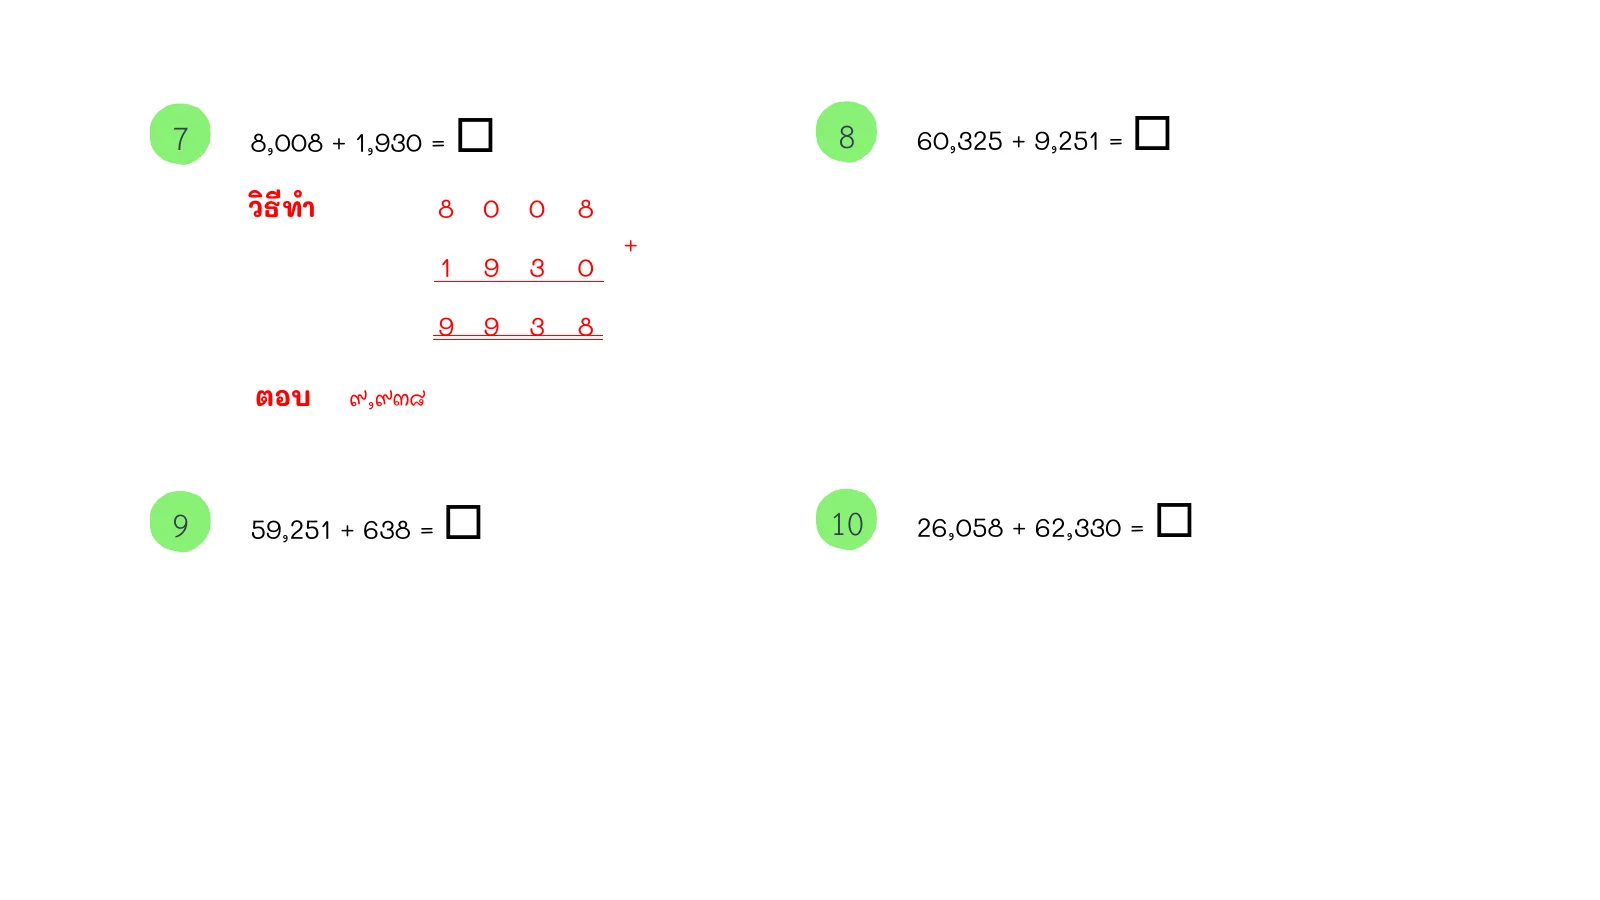 7 8,008 + 1,930 = □
วิธีทำ 8 0 0 8
+
1 9 3 0
9 9 3 8
ตอบ ๙,๙๓๘
8 60,325 + 9,251 = □
9 59,251 + 638 = □
10 26,058 + 62,330 = □